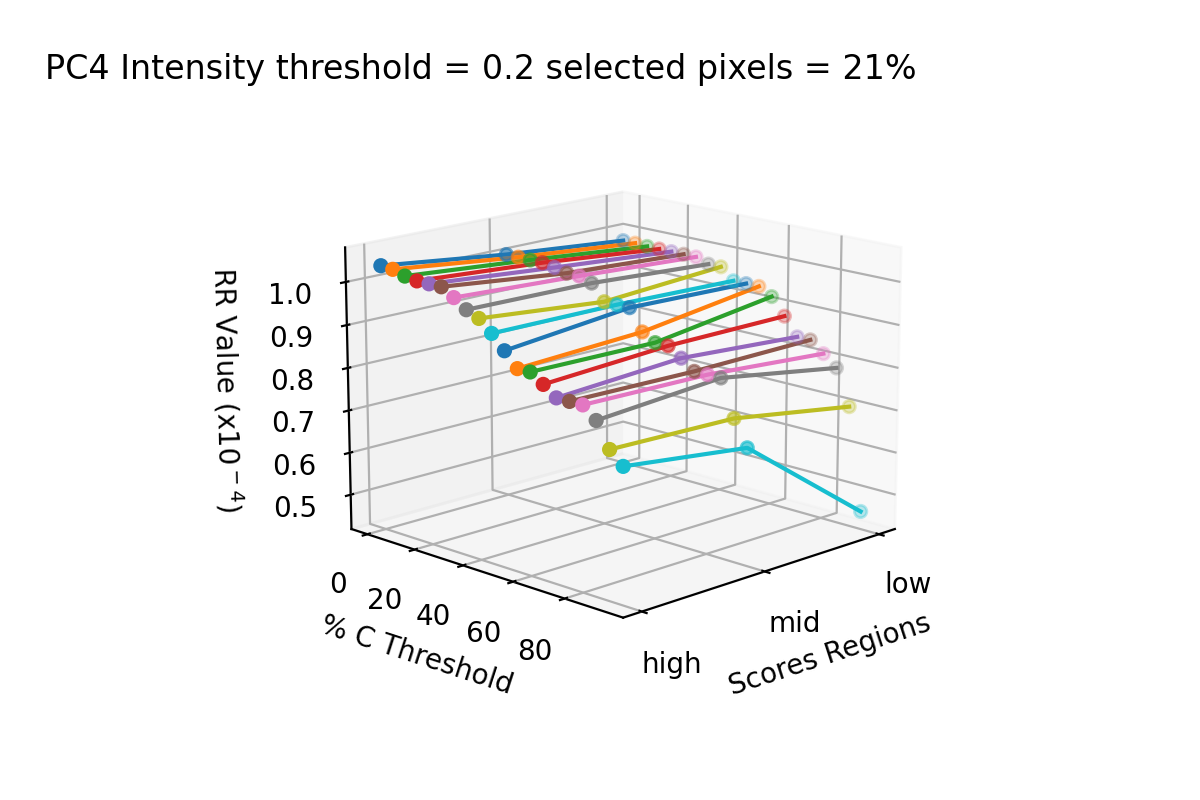 PC4 Intensity threshold = 0.2 selected pixels = 21%
RR Value (x10⁻⁴)
1.0
0.9
0.8
0.7
0.6
0.5
0
20
40
60
80
% C Threshold
high
mid
low
Scores Regions